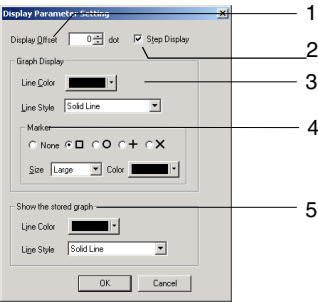 Display Parameter Setting
1
Display Offset 0 dot Step Display
2
Graph Display
Line Color
3
Line Style Solid Line
Marker
4
None
Size Large Color
Show the stored graph
5
Line Color
Line Style Solid Line
OK Cancel